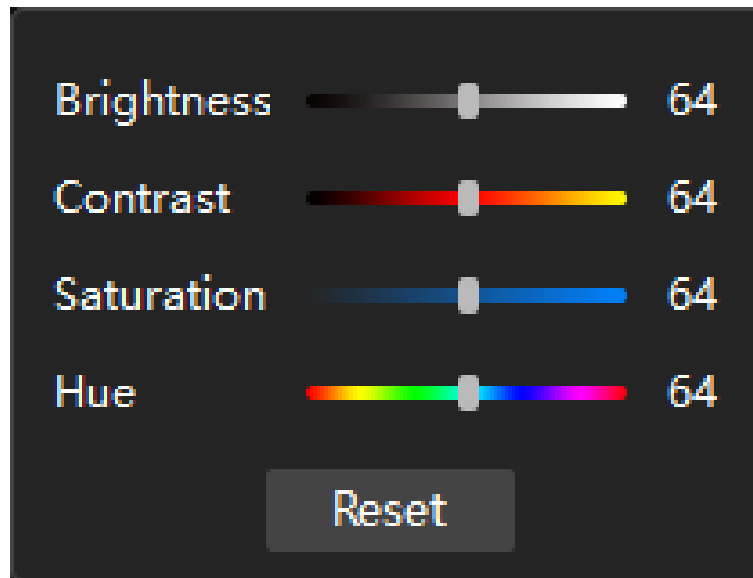 Brightness 64
Contrast 64
Saturation 64
Hue 64
Reset